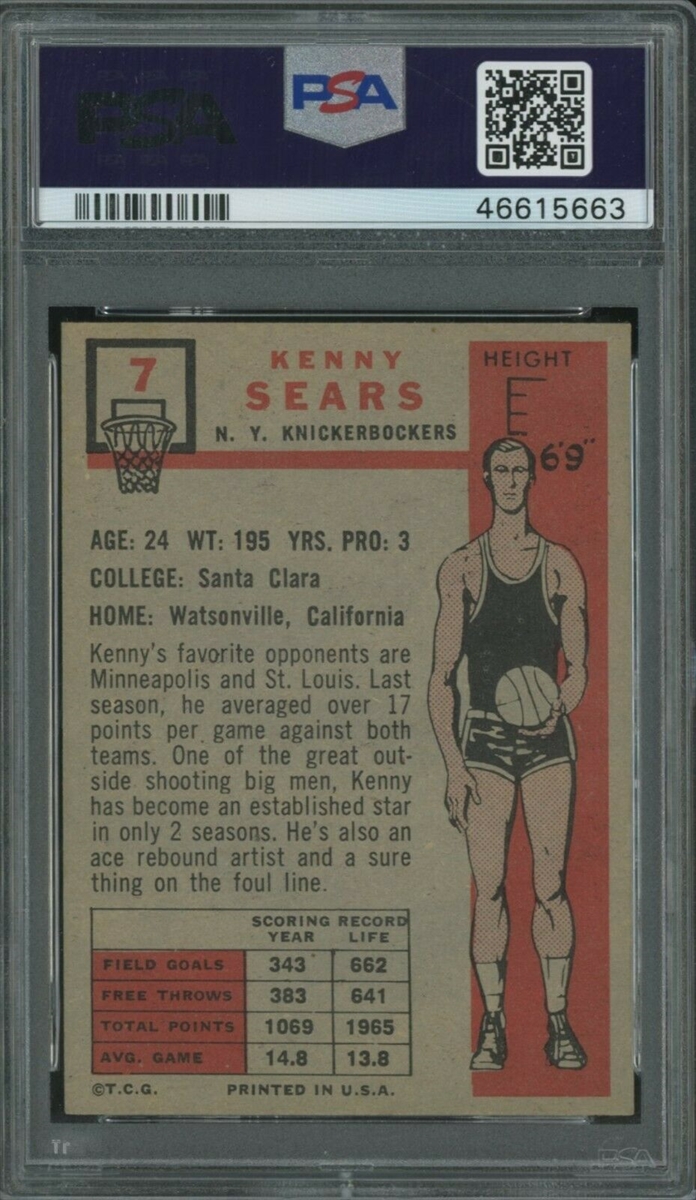 PSA
PSA
46615663
7
KENNY
SEARS
N. Y. KNICKERBOCKERS
HEIGHT
6'9"
AGE: 24 WT: 195 YRS. PRO: 3
COLLEGE: Santa Clara
HOME: Watsonville, California
Kenny's favorite opponents are
Minneapolis and St. Louis. Last
season, he averaged over 17
points per game against both
teams. One of the great out-
side shooting big men, Kenny
has become an established star
in only 2 seasons. He's also an
ace rebound artist and a sure
thing on the foul line.
SCORING RECORD
YEAR LIFE
FIELD GOALS 343 662
FREE THROWS 383 641
TOTAL POINTS 1069 1965
AVG. GAME 14.8 13.8
©T.C.G. PRINTED IN U.S.A.
Tr
PSA